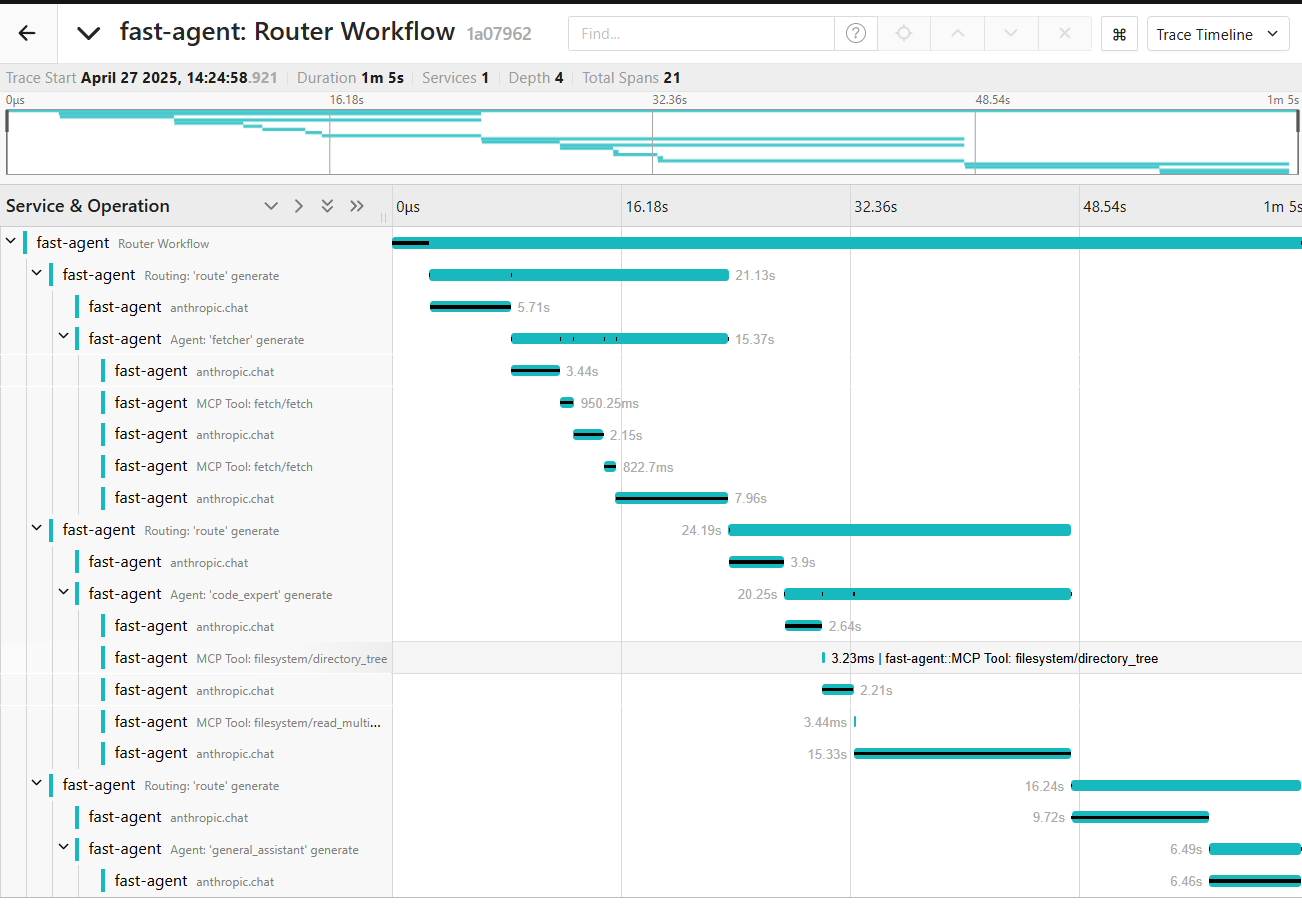 fast-agent: Router Workflow 1a07962 Find... ? ⌘ Trace Timeline
Trace Start April 27 2025, 14:24:58.921 Duration 1m 5s Services 1 Depth 4 Total Spans 21
0μs 16.18s 32.36s 48.54s 1m 5s
Service & Operation 0μs 16.18s 32.36s 48.54s 1m 5s
fast-agent Router Workflow
fast-agent Routing: 'route' generate 21.13s
fast-agent anthropic.chat 5.71s
fast-agent Agent: 'fetcher' generate 15.37s
fast-agent anthropic.chat 3.44s
fast-agent MCP Tool: fetch/fetch 950.25ms
fast-agent anthropic.chat 2.15s
fast-agent MCP Tool: fetch/fetch 822.7ms
fast-agent anthropic.chat 7.96s
fast-agent Routing: 'route' generate 24.19s
fast-agent anthropic.chat 3.9s
fast-agent Agent: 'code_expert' generate 20.25s
fast-agent anthropic.chat 2.64s
fast-agent MCP Tool: filesystem/directory_tree 3.23ms | fast-agent::MCP Tool: filesystem/directory_tree
fast-agent anthropic.chat 2.21s
fast-agent MCP Tool: filesystem/read_multi... 3.44ms
fast-agent anthropic.chat 15.33s
fast-agent Routing: 'route' generate 16.24s
fast-agent anthropic.chat 9.72s
fast-agent Agent: 'general_assistant' generate 6.49s
fast-agent anthropic.chat 6.46s